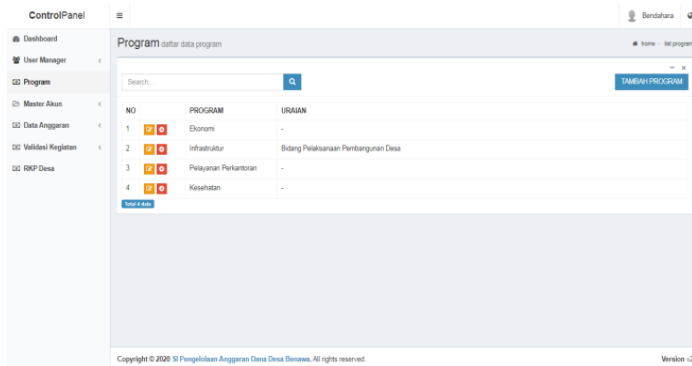 ControlPanel
Bendahara
Dashboard
User Manager
Program
Master Akun
Data Anggaran
Validasi Kegiatan
RKP Desa
Program daftar data program
home
list program
Search...
TAMBAH PROGRAM
NO PROGRAM URAIAN
1 Ekonomi -
2 Infrastruktur Bidang Pelaksanaan Pembangunan Desa
3 Pelayanan Perkantoran -
4 Kesehatan -
Total 4 data
Copyright © 2020 SI Pengelolaan Anggaran Dana Desa Benawa. All rights reserved.
Version